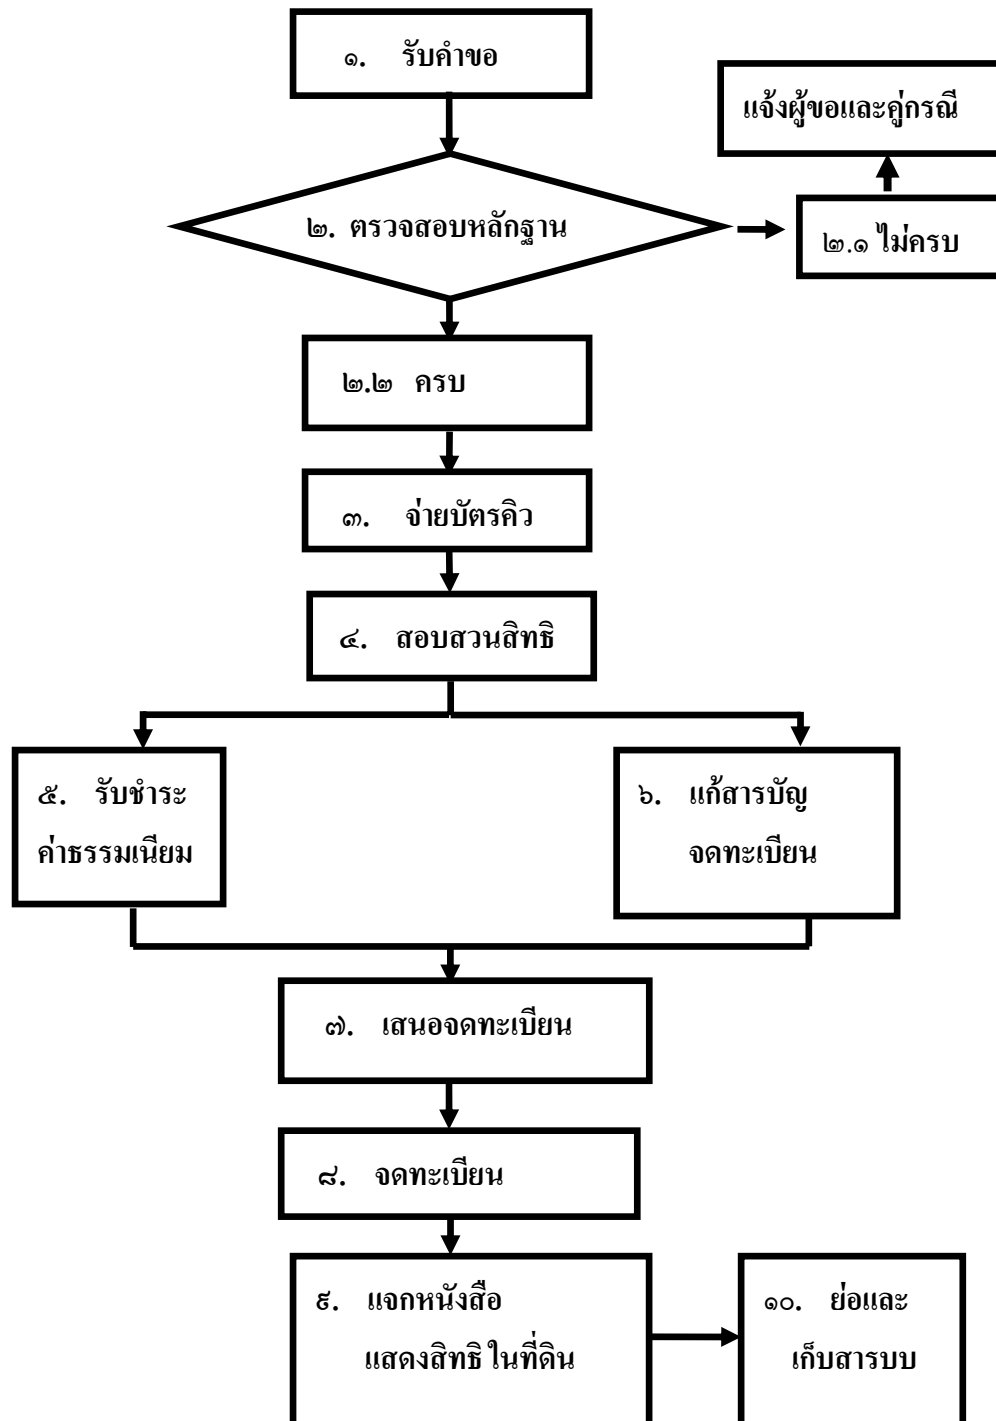 ๑. รับคำขอ
แจ้งผู้ขอและคู่กรณี
๒. ตรวจสอบหลักฐาน
๒.๑ ไม่ครบ
๒.๒ ครบ
๓. จ่ายบัตรคิว
๔. สอบสวนสิทธิ
๕. รับชำระ
ค่าธรรมเนียม
๖. แก้สารบัญ
จดทะเบียน
๗. เสนอจดทะเบียน
๘. จดทะเบียน
๙. แจกหนังสือ
แสดงสิทธิ ในที่ดิน
๑๐. ย่อและ
เก็บสารบบ